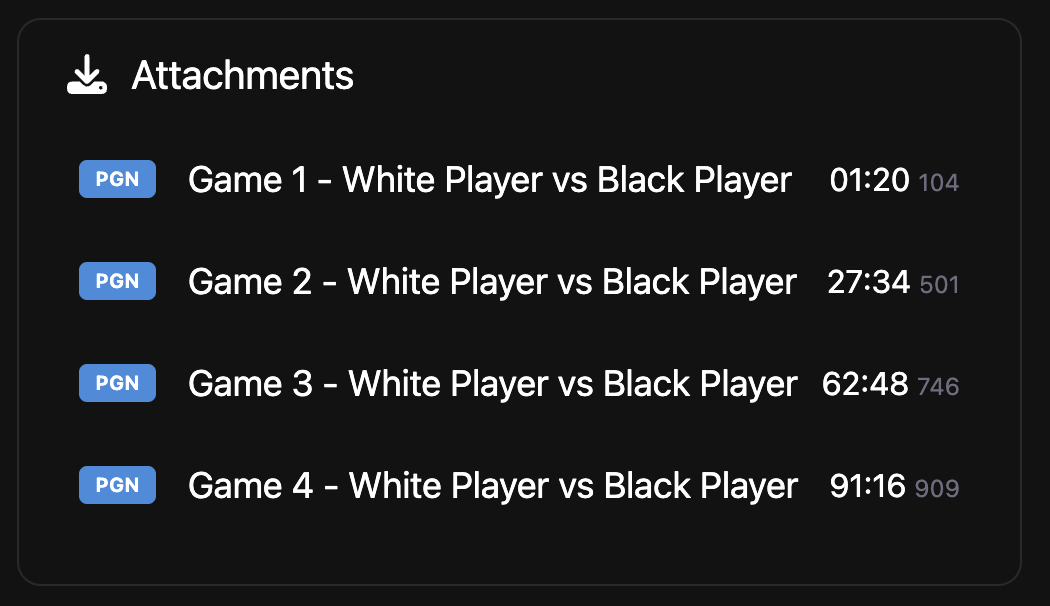 Attachments
PGN Game 1 - White Player vs Black Player 01:20 104
PGN Game 2 - White Player vs Black Player 27:34 501
PGN Game 3 - White Player vs Black Player 62:48 746
PGN Game 4 - White Player vs Black Player 91:16 909